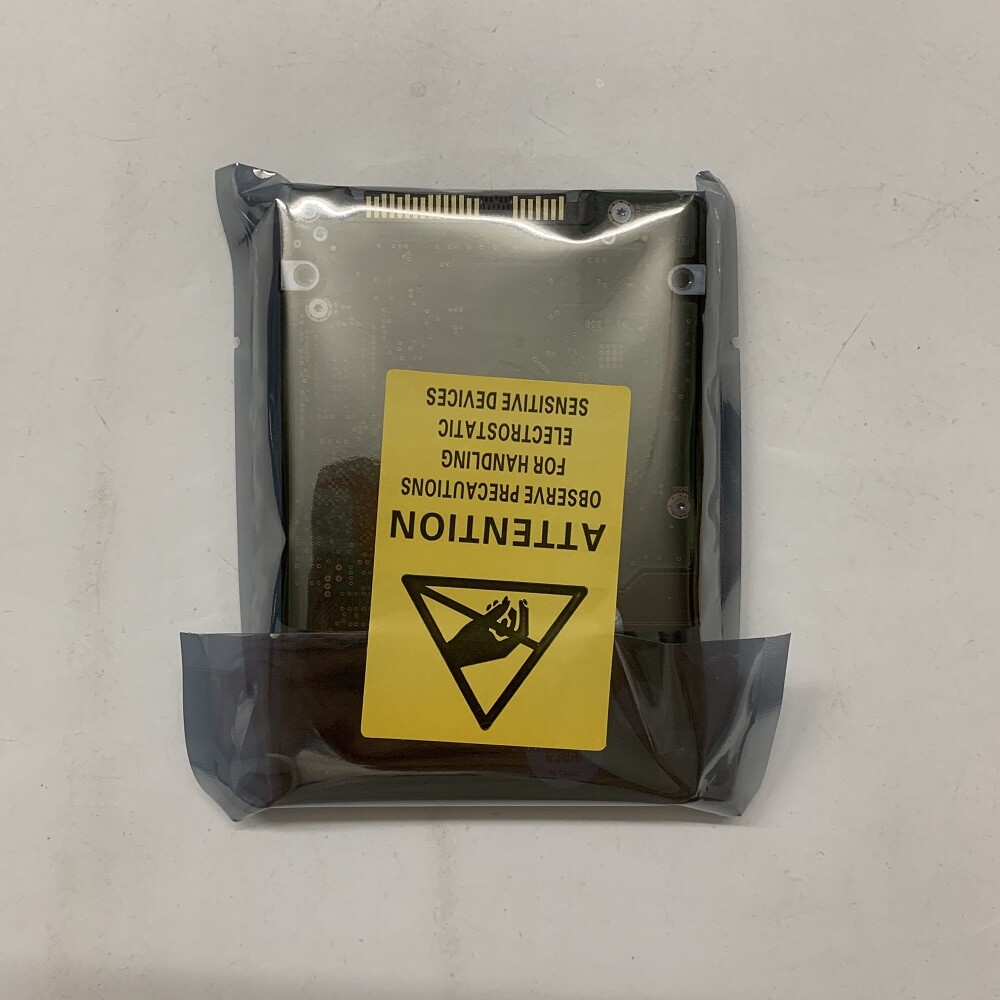 ATTENTION
OBSERVE PRECAUTIONS
FOR HANDLING
ELECTROSTATIC
SENSITIVE DEVICES